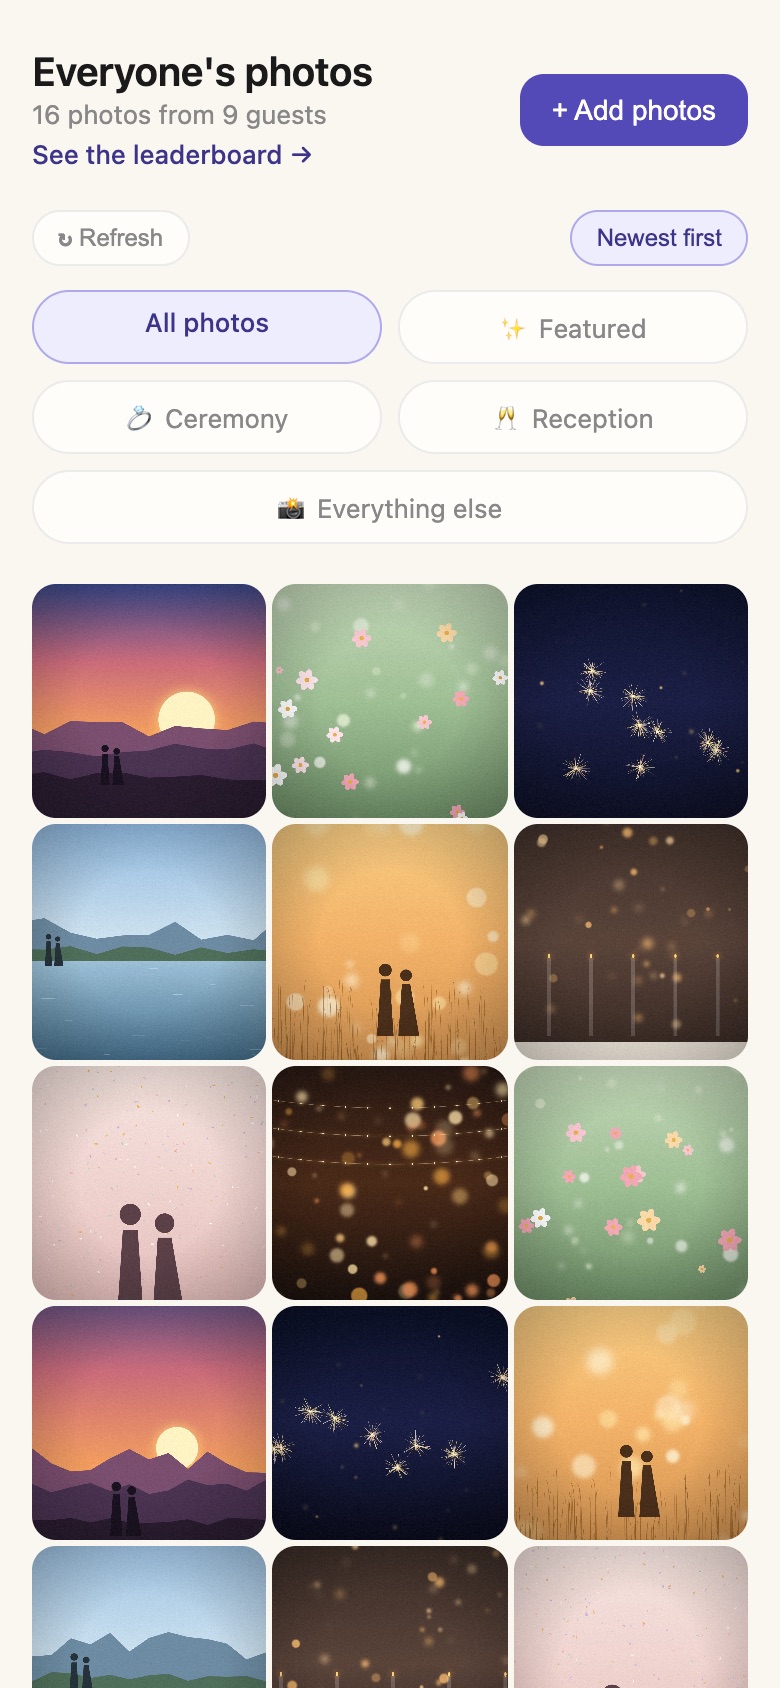 Everyone's photos
16 photos from 9 guests
See the leaderboard →
+ Add photos
↻ Refresh
Newest first
All photos
✨ Featured
💍 Ceremony
🥂 Reception
📸 Everything else